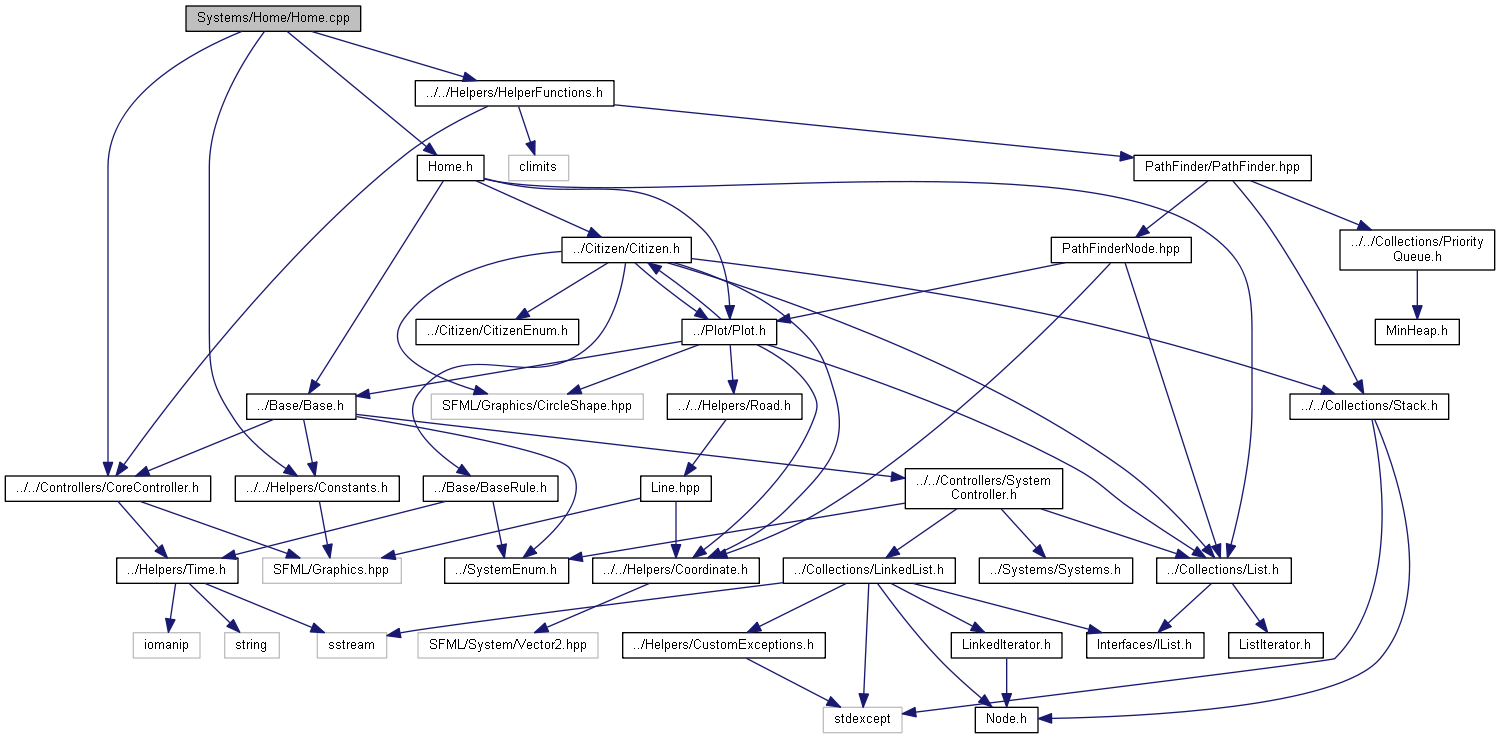 Systems/Home/Home.cpp
../../Helpers/HelperFunctions.h
Home.h
climits
PathFinder/PathFinder.hpp
../Citizen/Citizen.h
PathFinderNode.hpp
../../Collections/Priority
Queue.h
../Citizen/CitizenEnum.h
../Plot/Plot.h
MinHeap.h
../Base/Base.h
SFML/Graphics/CircleShape.hpp
../../Helpers/Road.h
../../Collections/Stack.h
../../Controllers/CoreController.h
../../Helpers/Constants.h
../Base/BaseRule.h
Line.hpp
../../Controllers/System
Controller.h
../Helpers/Time.h
SFML/Graphics.hpp
../SystemEnum.h
../../Helpers/Coordinate.h
../Collections/LinkedList.h
../Systems/Systems.h
../Collections/List.h
iomanip
string
sstream
SFML/System/Vector2.hpp
../Helpers/CustomExceptions.h
LinkedIterator.h
Interfaces/IList.h
ListIterator.h
stdexcept
Node.h